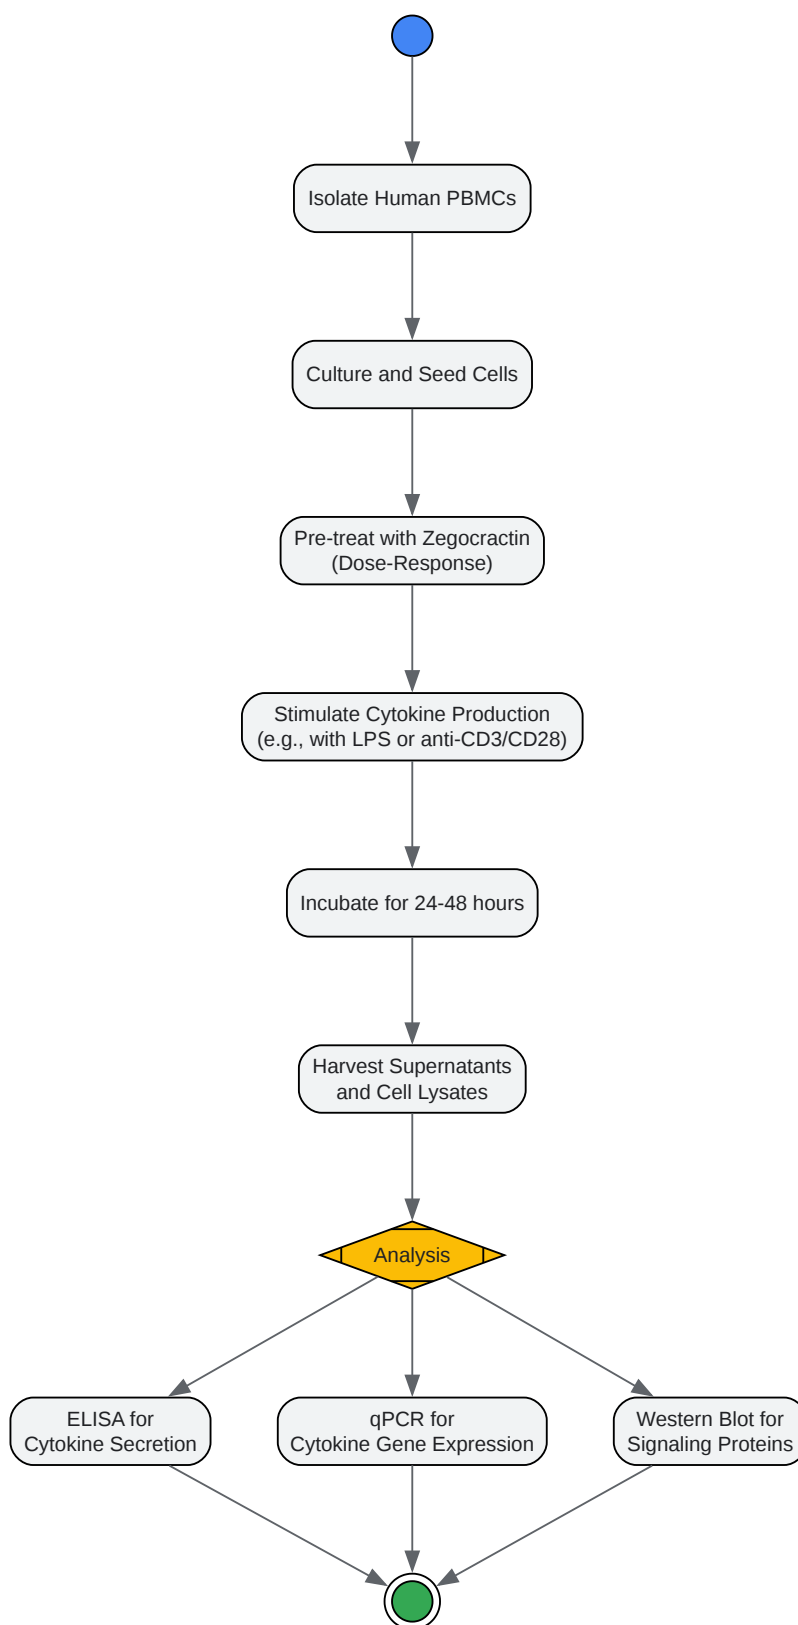 Isolate Human PBMCs
Culture and Seed Cells
Pre-treat with Zegocractin
(Dose-Response)
Stimulate Cytokine Production
(e.g., with LPS or anti-CD3/CD28)
Incubate for 24-48 hours
Harvest Supernatants
and Cell Lysates
Analysis
ELISA for
Cytokine Secretion
qPCR for
Cytokine Gene Expression
Western Blot for
Signaling Proteins